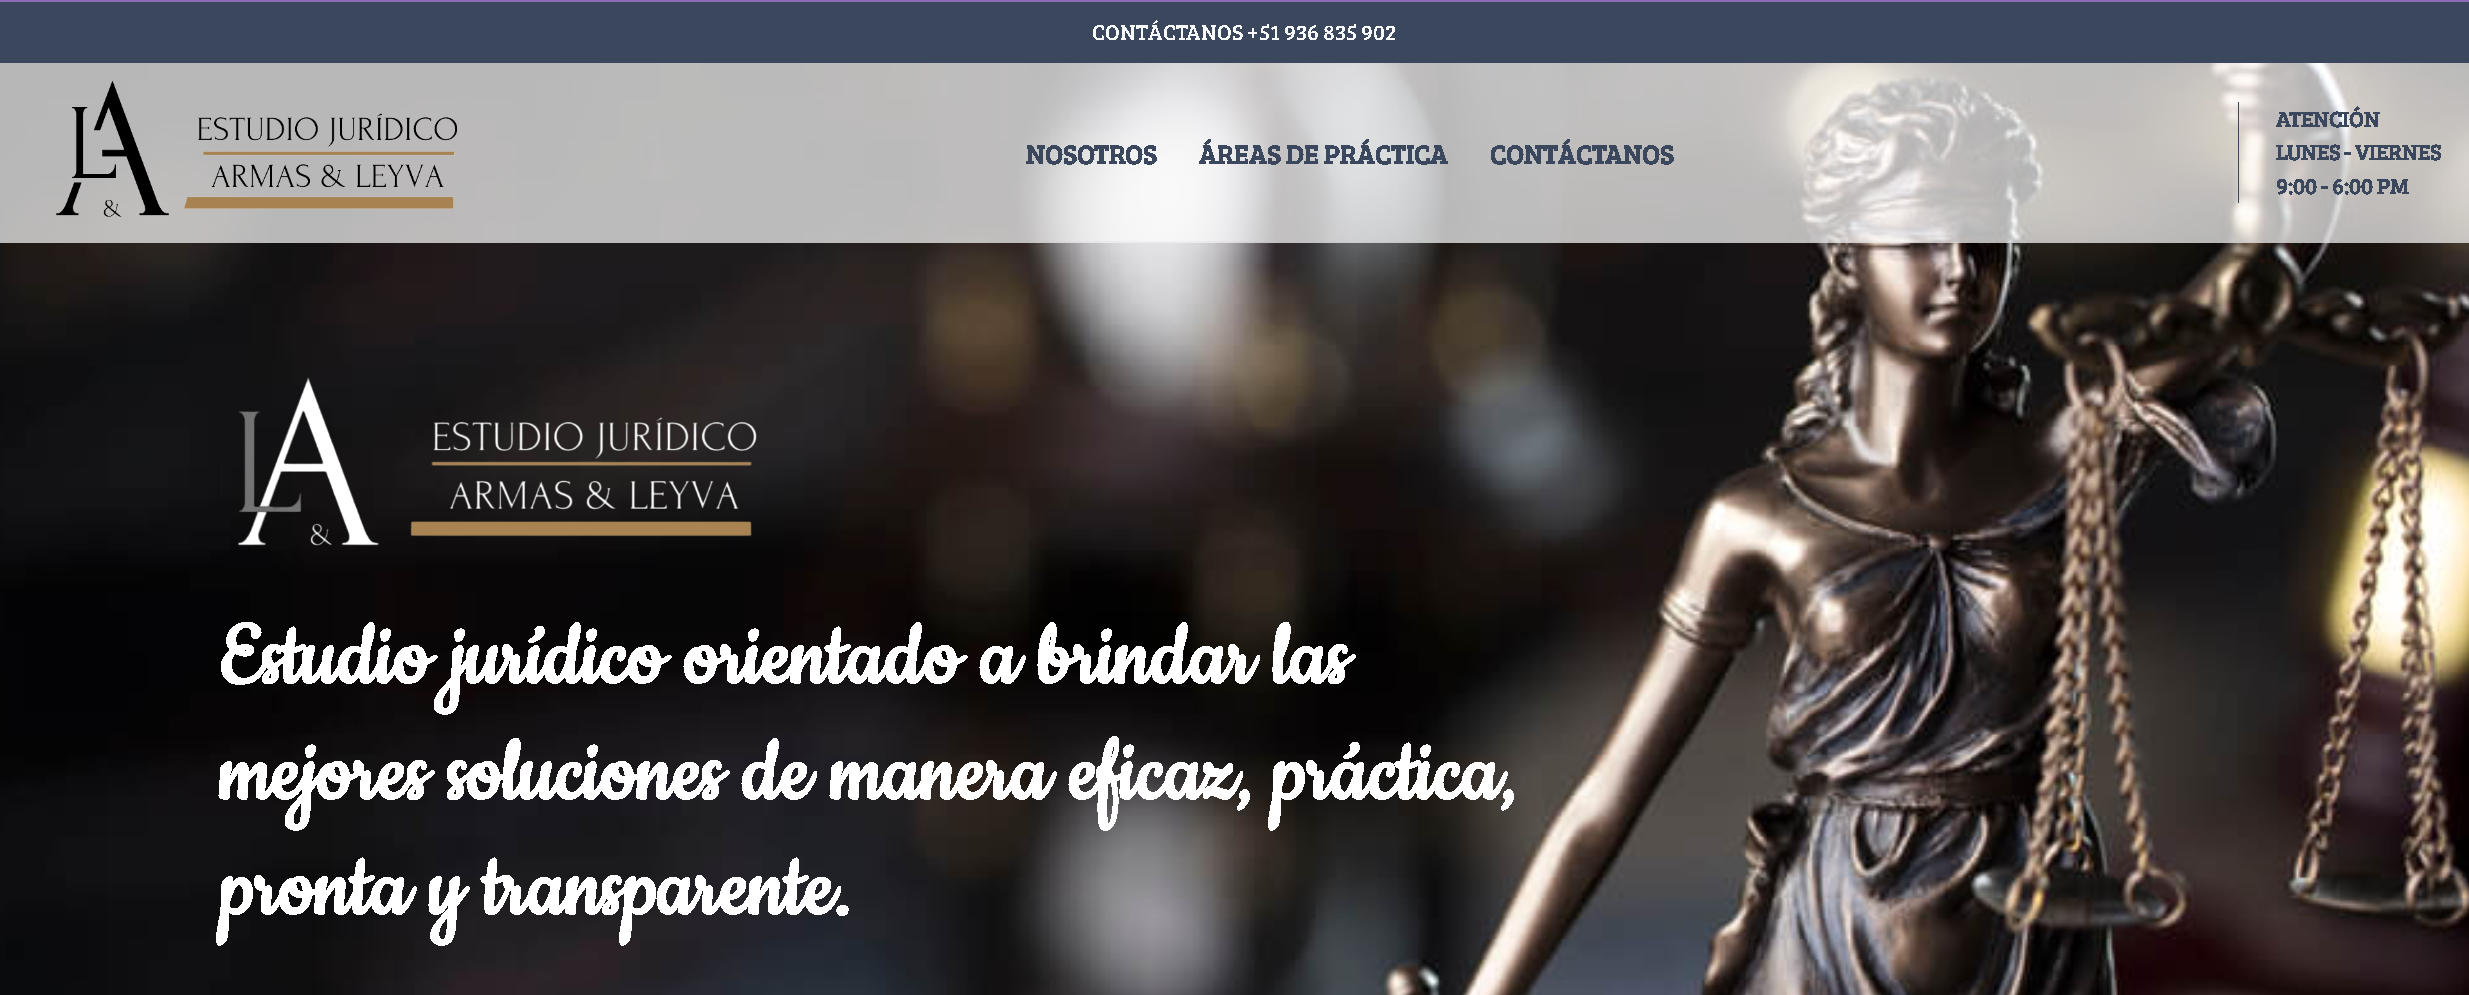 CONTÁCTANOS +51 936 835 902
LA
&
ESTUDIO JURÍDICO
ARMAS & LEYVA
NOSOTROS ÁREAS DE PRÁCTICA CONTÁCTANOS
ATENCIÓN
LUNES - VIERNES
9:00 - 6:00 PM
LA
&
ESTUDIO JURÍDICO
ARMAS & LEYVA
Estudio jurídico orientado a brindar las
mejores soluciones de manera eficaz, práctica,
pronta y transparente.